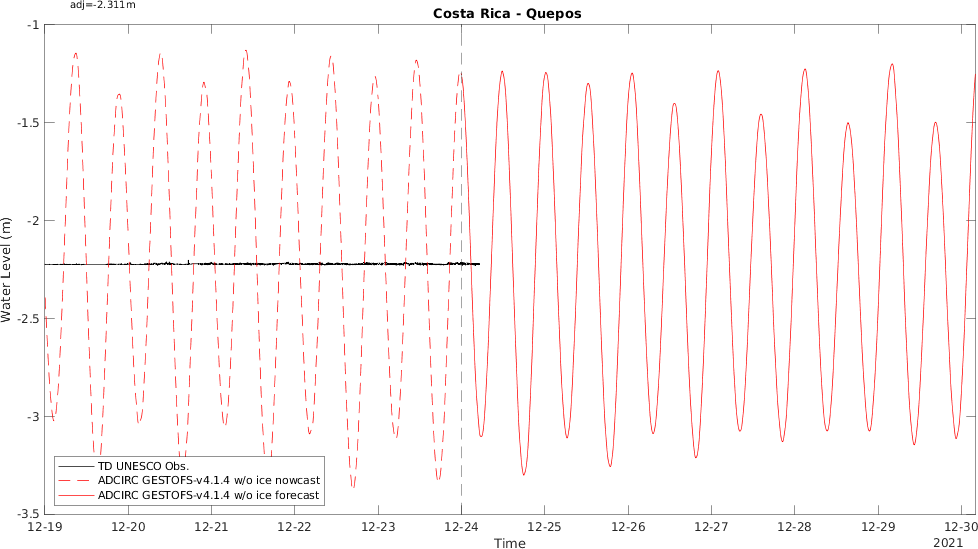 adj=-2.311m
Costa Rica - Quepos
-1
-1.5
-2
-2.5
-3
-3.5
Water Level (m)
TD UNESCO Obs.
ADCIRC GESTOFS-v4.1.4 w/o ice nowcast
ADCIRC GESTOFS-v4.1.4 w/o ice forecast
12-19 12-20 12-21 12-22 12-23 12-24 12-25 12-26 12-27 12-28 12-29 12-30
Time
2021